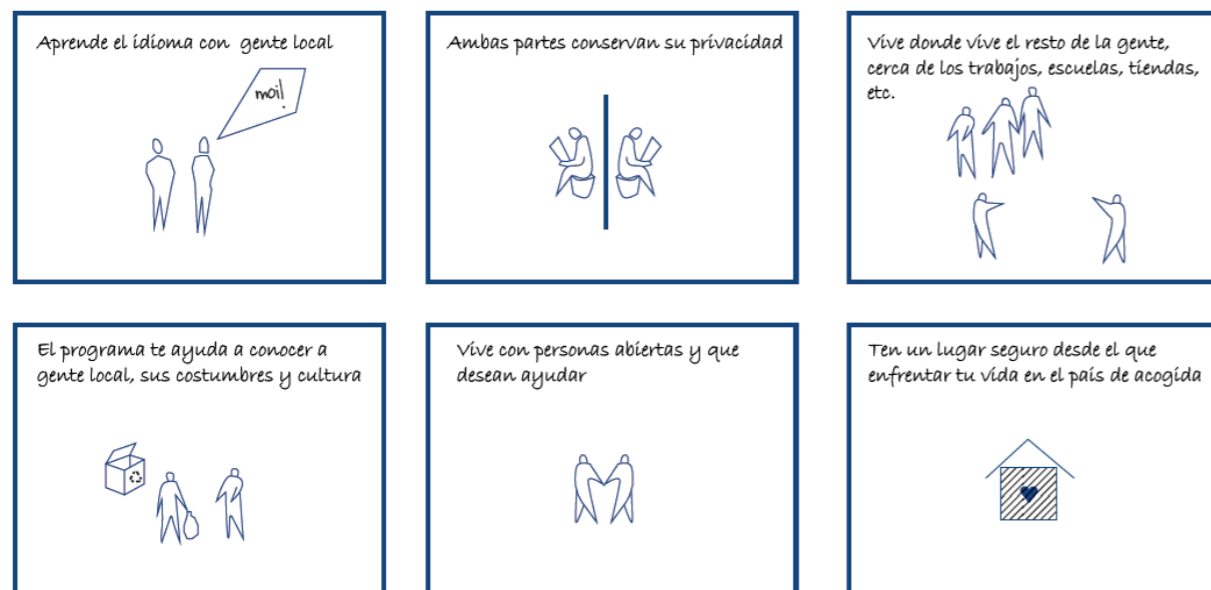 Aprende el idioma con gente local
moi!
Ambas partes conservan su privacidad
Vive donde vive el resto de la gente,
cerca de los trabajos, escuelas, tiendas,
etc.
El programa te ayuda a conocer a
gente local, sus costumbres y cultura
Vive con personas abiertas y que
desean ayudar
Ten un lugar seguro desde el que
enfrentar tu vida en el país de acogida